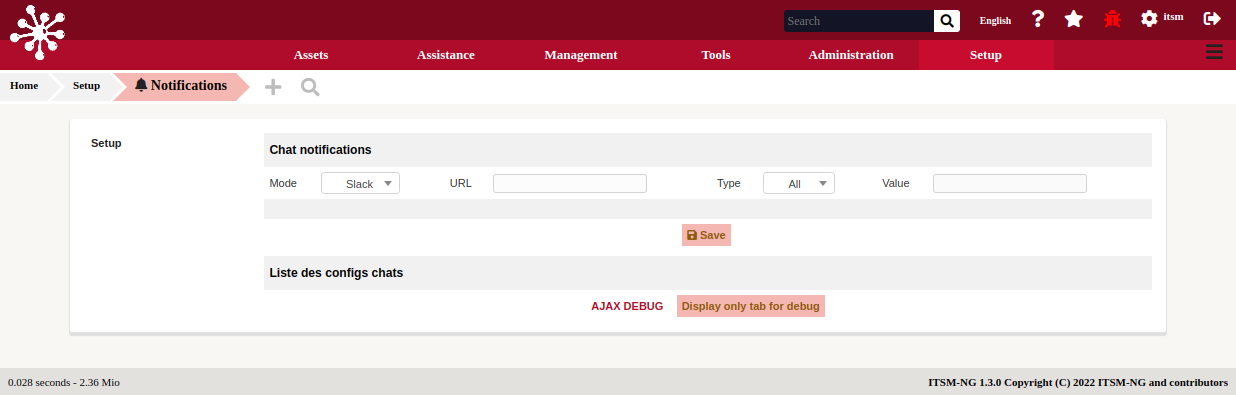 Search English itsm
Assets Assistance Management Tools Administration Setup
Home Setup Notifications
Setup
Chat notifications
Mode Slack URL Type All Value
Save
Liste des configs chats
AJAX DEBUG Display only tab for debug
0.028 seconds - 2.36 Mio ITSM-NG 1.3.0 Copyright (C) 2022 ITSM-NG and contributors